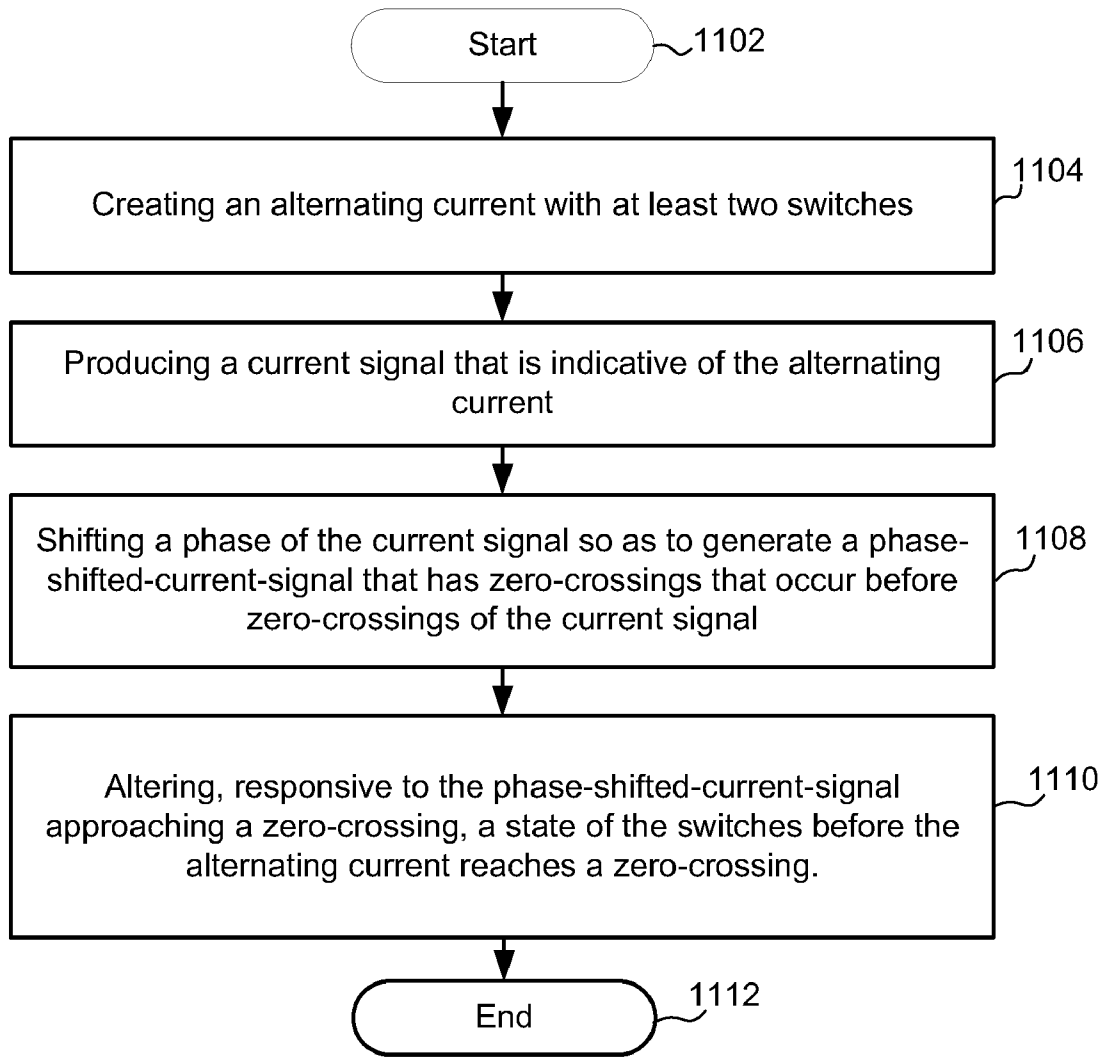 Start
1102
Creating an alternating current with at least two switches
1104
Producing a current signal that is indicative of the alternating
current
1106
Shifting a phase of the current signal so as to generate a phase-
shifted-current-signal that has zero-crossings that occur before
zero-crossings of the current signal
1108
Altering, responsive to the phase-shifted-current-signal
approaching a zero-crossing, a state of the switches before the
alternating current reaches a zero-crossing.
1110
End
1112